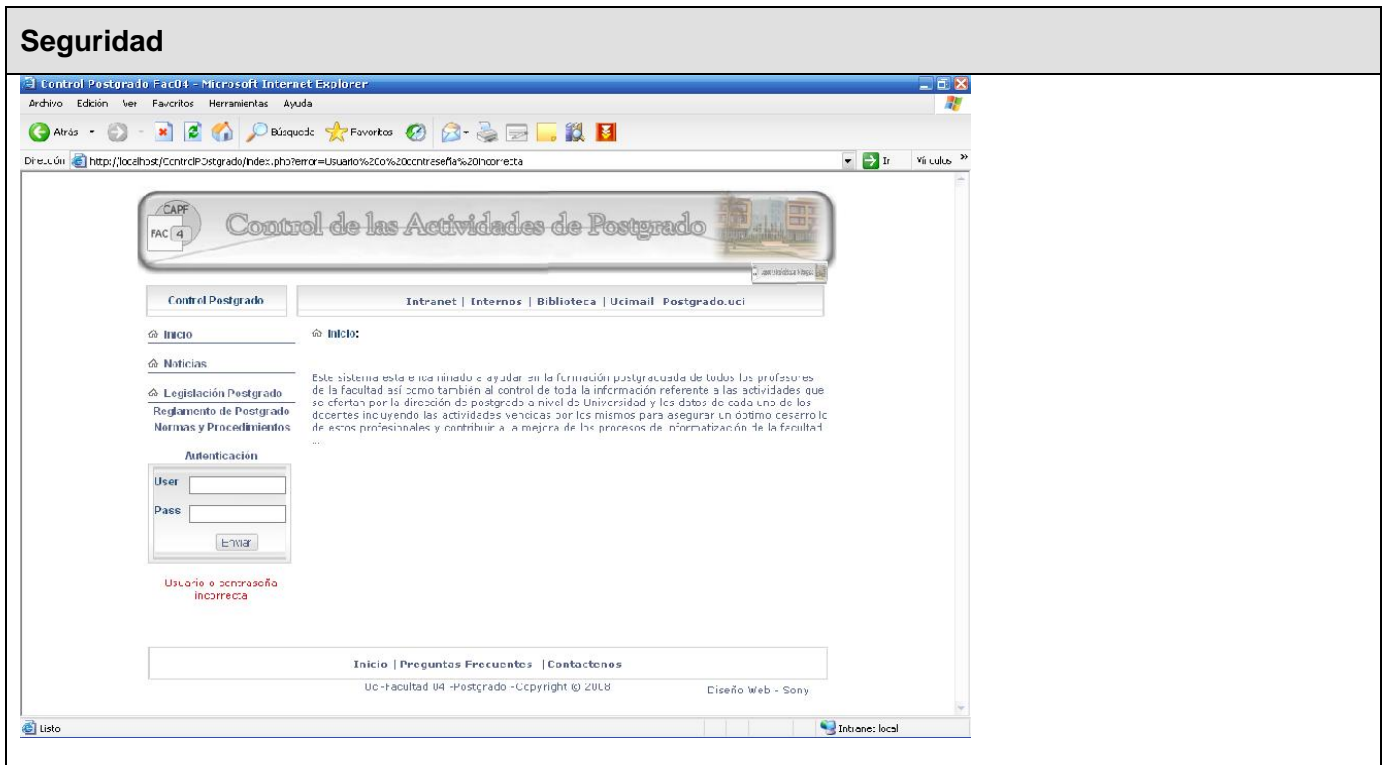 Seguridad
Control Postgrado Fac04 - Microsoft Internet Explorer
Archivo Edición Ver Favoritos Herramientas Ayuda
Atrás Búsqueda Favoritos
Dirección http://localhost/ControlPostgrado/index.php?error=Usuario%20o%20contraseña%20incorrecta Ir Vínculos »
CAPF
FAC 4
Control de las Actividades de Postgrado
Control Postgrado
Intranet | Internos | Biblioteca | Ucimail Postgrado.uci
Inicio
Inicio:
Noticias
Legislación Postgrado
Reglamento de Postgrado
Normas y Procedimientos
Este sistema esta encaminado a ayudar en la formación postgraduada de todos los profesores
de la facultad así como también al control de toda la información referente a las actividades que
se ofertan por la dirección de postgrado a nivel de Universidad y los datos de cada uno de los
docentes incluyendo las actividades vencidas por los mismos para asegurar un óptimo desarrollo
de estos profesionales y contribuir a la mejora de los procesos de informatización de la facultad
...
Autenticación
User
Pass
Enviar
Usuario o contraseña
incorrecta
Inicio | Preguntas Frecuentes | Contactenos
Uci-Facultad 04 -Postgrado -Copyright © 2008
Diseño Web - Sony
Listo
Intranet local